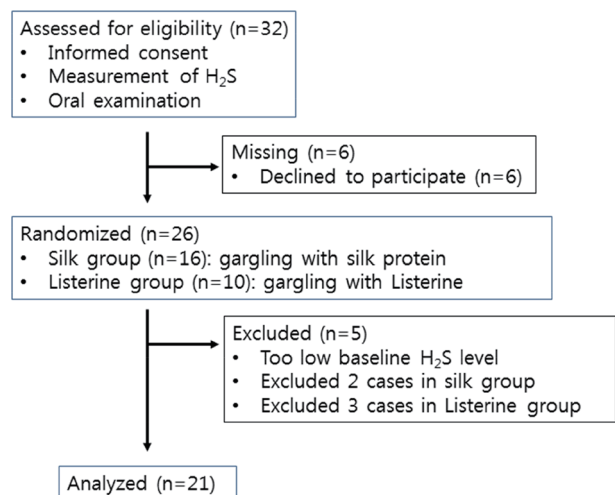 Assessed for eligibility (n=32)
• Informed consent
• Measurement of H₂S
• Oral examination
Missing (n=6)
• Declined to participate (n=6)
Randomized (n=26)
• Silk group (n=16): gargling with silk protein
• Listerine group (n=10): gargling with Listerine
Excluded (n=5)
• Too low baseline H₂S level
• Excluded 2 cases in silk group
• Excluded 3 cases in Listerine group
Analyzed (n=21)